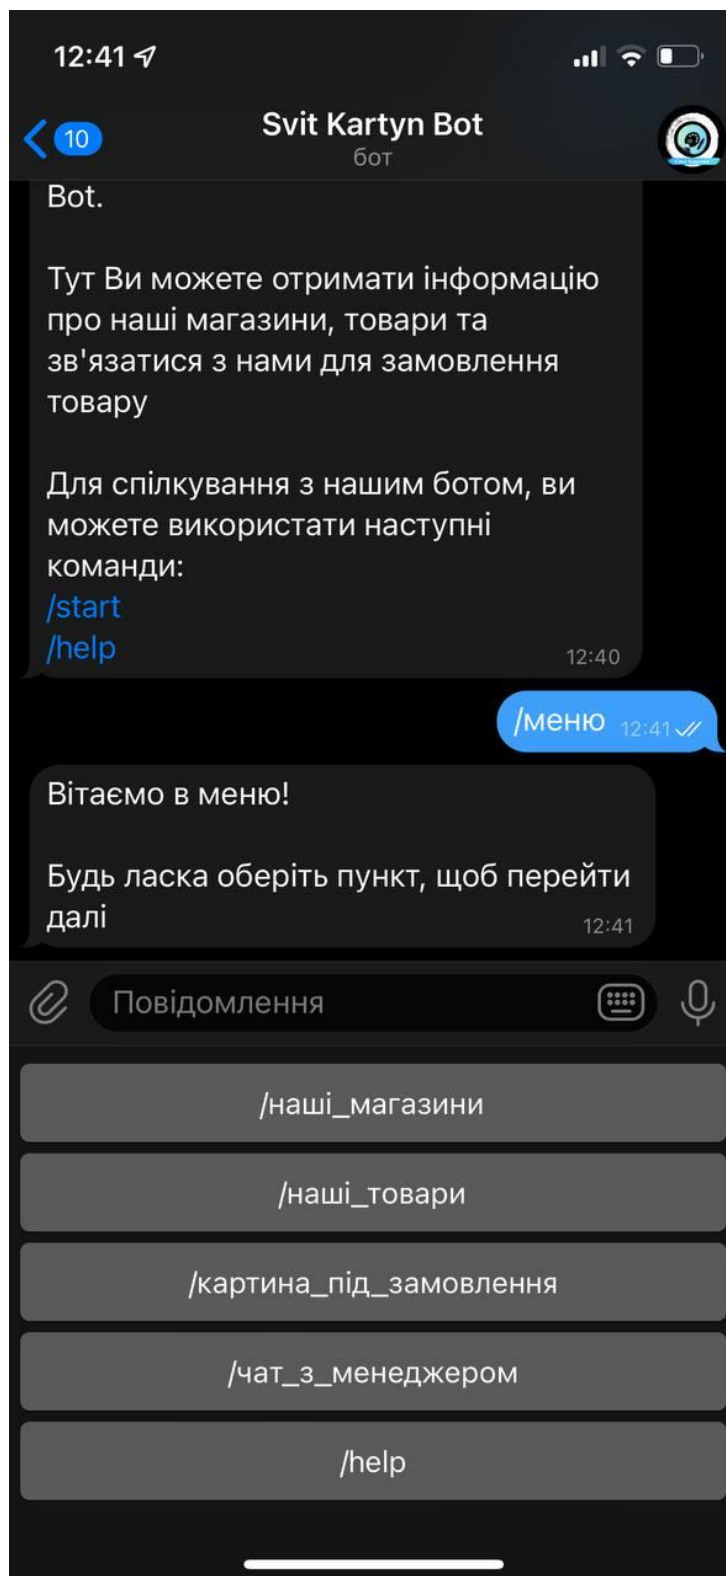 12:41
10
Svit Kartyn Bot
бот
Bot.
Тут Ви можете отримати інформацію
про наші магазини, товари та
зв'язатися з нами для замовлення
товару
Для спілкування з нашим ботом, ви
можете використати наступні
команди:
/start
/help
12:40
/меню 12:41
Вітаємо в меню!
Будь ласка оберіть пункт, щоб перейти
далі
12:41
Повідомлення
/наші_магазини
/наші_товари
/картина_під_замовлення
/чат_з_менеджером
/help